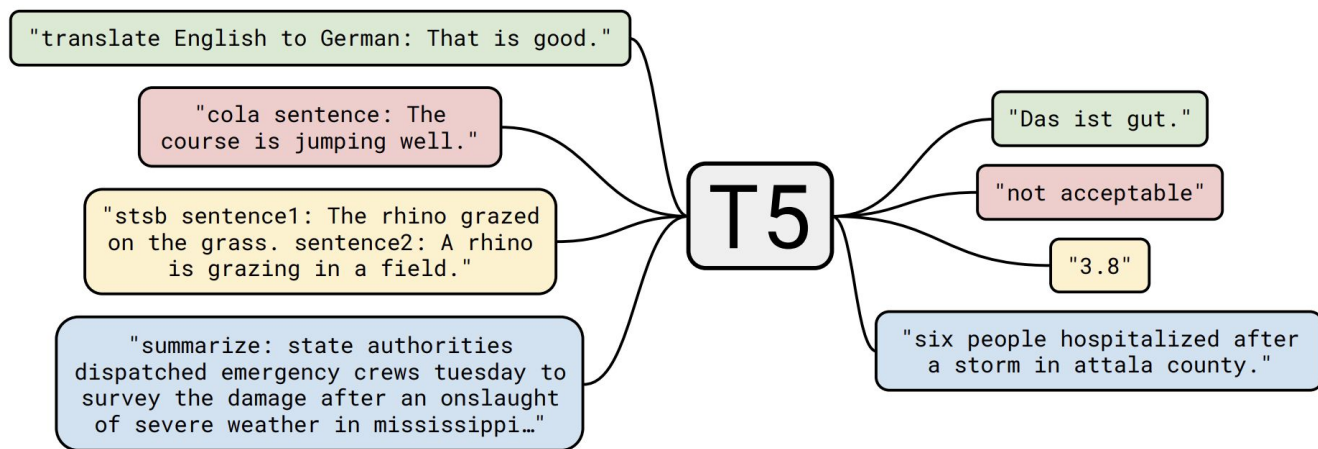 "translate English to German: That is good."
"cola sentence: The
course is jumping well."
"stsb sentence1: The rhino grazed
on the grass. sentence2: A rhino
is grazing in a field."
"summarize: state authorities
dispatched emergency crews tuesday to
survey the damage after an onslaught
of severe weather in mississippi…"
T5
"Das ist gut."
"not acceptable"
"3.8"
"six people hospitalized after
a storm in attala county."